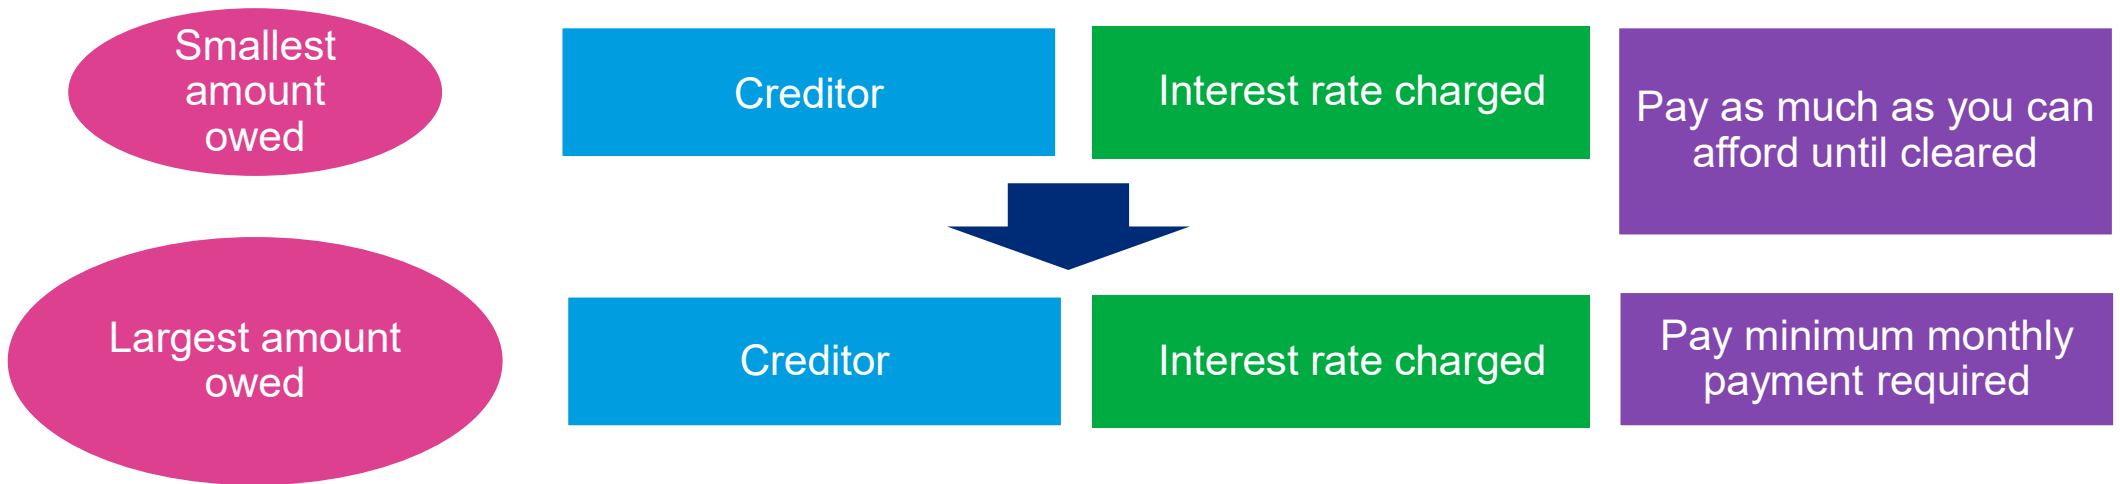 Smallest
amount
owed
Creditor
Interest rate charged
Pay as much as you can
afford until cleared
Largest amount
owed
Creditor
Interest rate charged
Pay minimum monthly
payment required